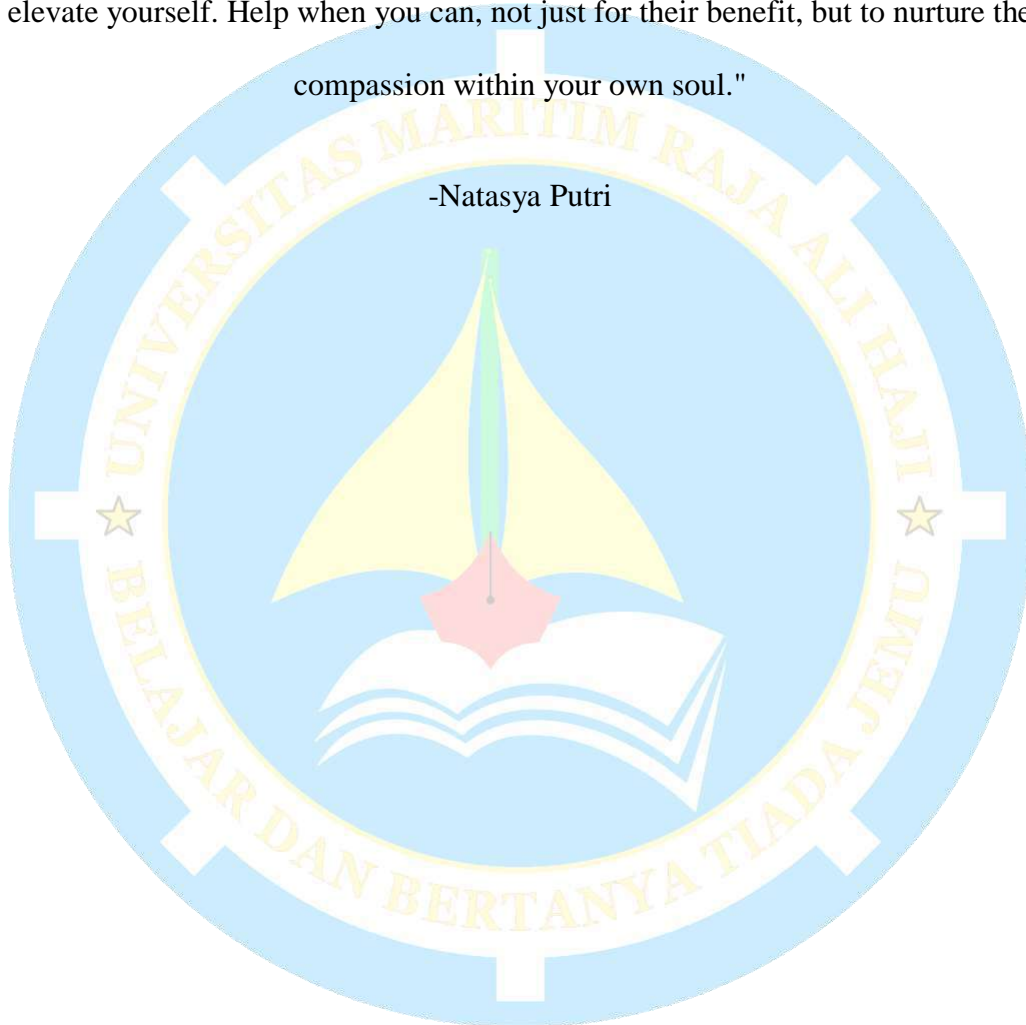 elevate yourself. Help when you can, not just for their benefit, but to nurture the
compassion within your own soul."
-Natasya Putri
UNIVERSITAS MARITIM RAJA ALI HAJI
BELAJAR DAN BERTANYA TIADA JEMU